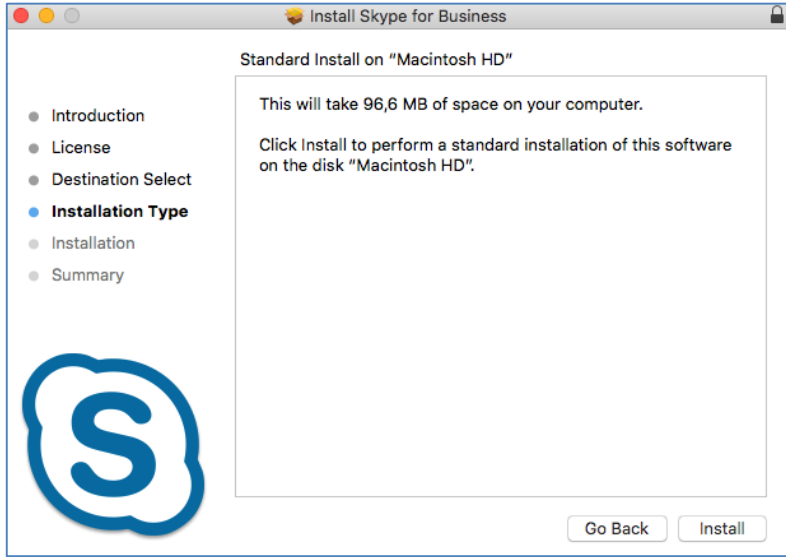 Install Skype for Business
Standard Install on “Macintosh HD”
Introduction
License
Destination Select
Installation Type
Installation
Summary
This will take 96,6 MB of space on your computer.
Click Install to perform a standard installation of this software
on the disk “Macintosh HD”.
S
Go Back
Install